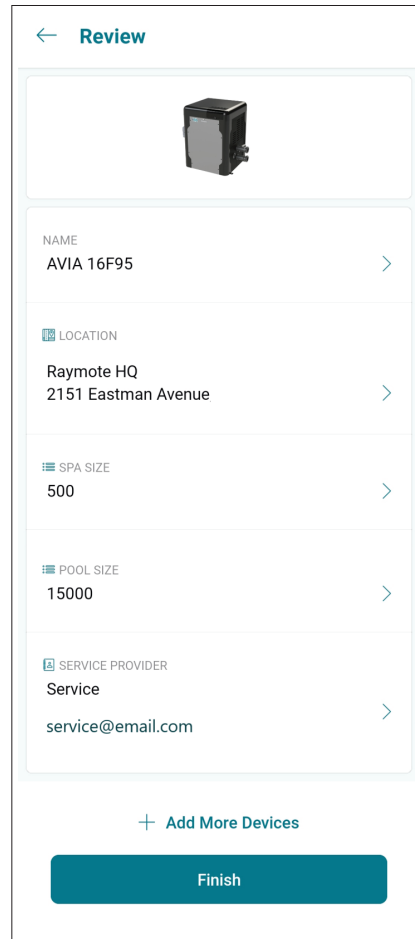 Review
NAME
AVIA 16F95
LOCATION
Raymote HQ
2151 Eastman Avenue
SPA SIZE
500
POOL SIZE
15000
SERVICE PROVIDER
Service
service@email.com
Add More Devices
Finish